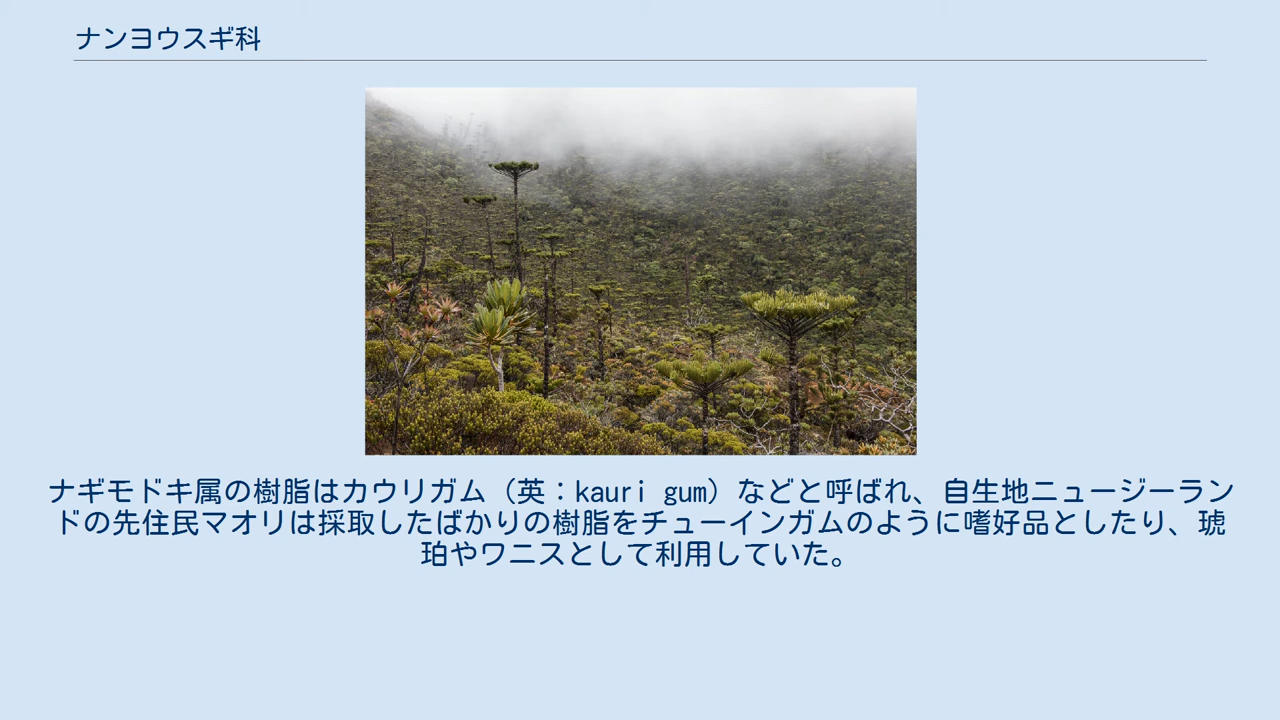 ナンヨウスギ科
ナギモドキ属の樹脂はカウリガム（英：kauri gum）などと呼ばれ、自生地ニュージーラン
ドの先住民マオリは採取したばかりの樹脂をチューインガムのように嗜好品としたり、琥
珀やワニスとして利用していた。